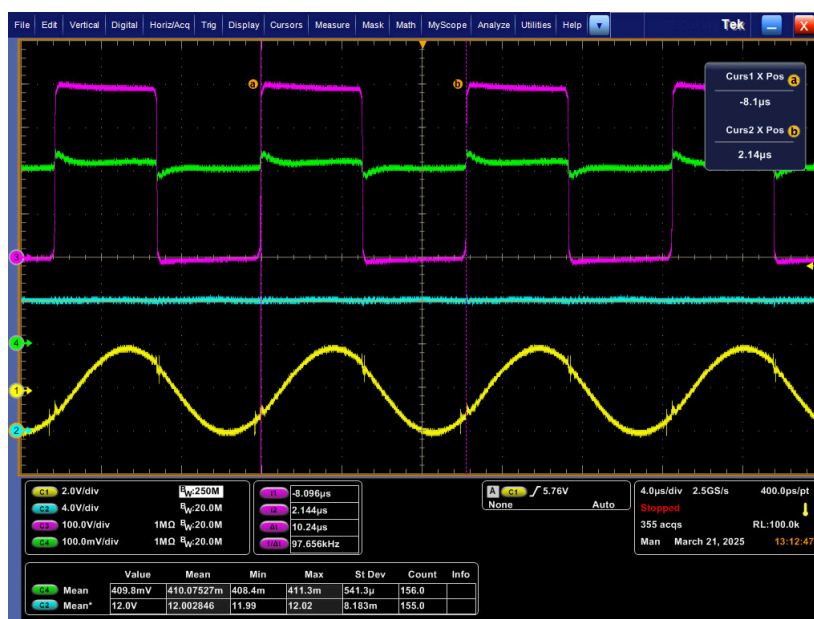 File Edit Vertical Digital Horiz/Acq Trig Display Cursors Measure Mask Math MyScope Analyze Utilities Help Tek X
Curs1 X Pos a
-8.1µs
Curs2 X Pos b
2.14µs
a b
3
4
1
2
C1 2.0V/div BW:250M
C2 4.0V/div BW:20.0M
C3 100.0V/div 1MΩ BW:20.0M
C4 100.0mV/div 1MΩ BW:20.0M
t1 -8.096µs
t2 2.144µs
Δt 10.24µs
1/Δt 97.656kHz
A C1 5.76V
None Auto
4.0µs/div 2.5GS/s 400.0ps/pt
Stopped
355 acqs RL:100.0k
Man March 21, 2025 13:12:47
Value Mean Min Max St Dev Count Info
C4 Mean 409.8mV 410.07527m 408.4m 411.3m 541.3µ 156.0
C2 Mean* 12.0V 12.002846 11.99 12.02 8.183m 155.0